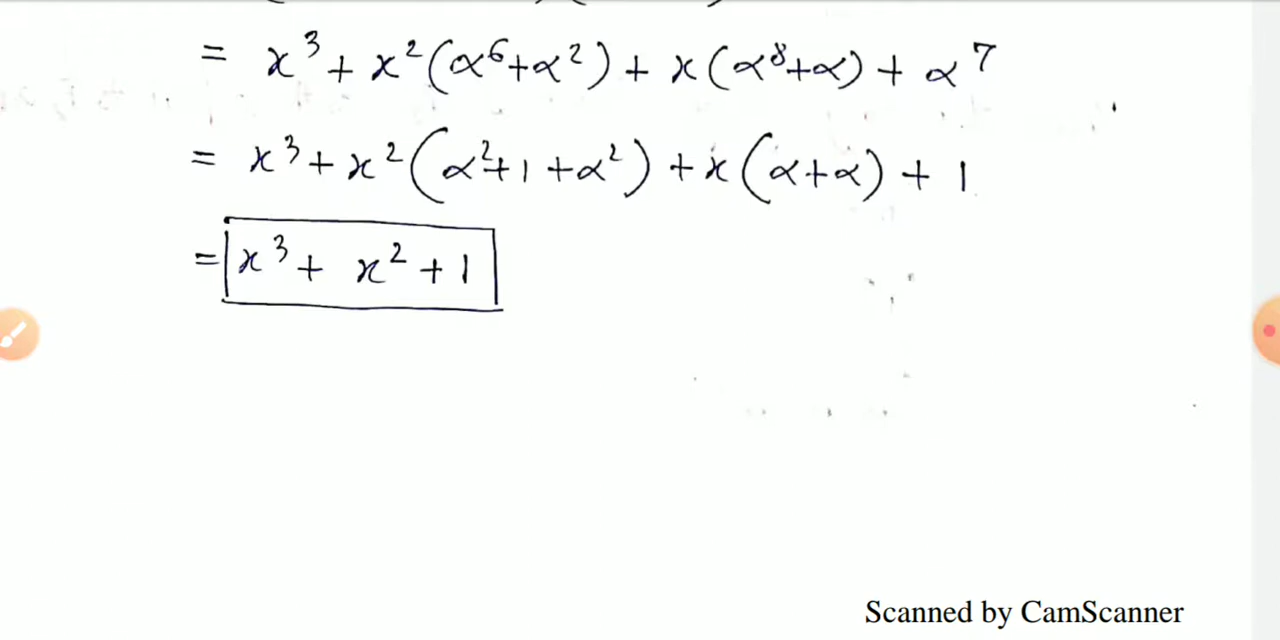 = x³ + x²(α⁶+α²) + x(α⁸+α) + α⁷
= x³ + x²(α²+1+α²) + x(α+α) + 1
= x³ + x² + 1
Scanned by CamScanner